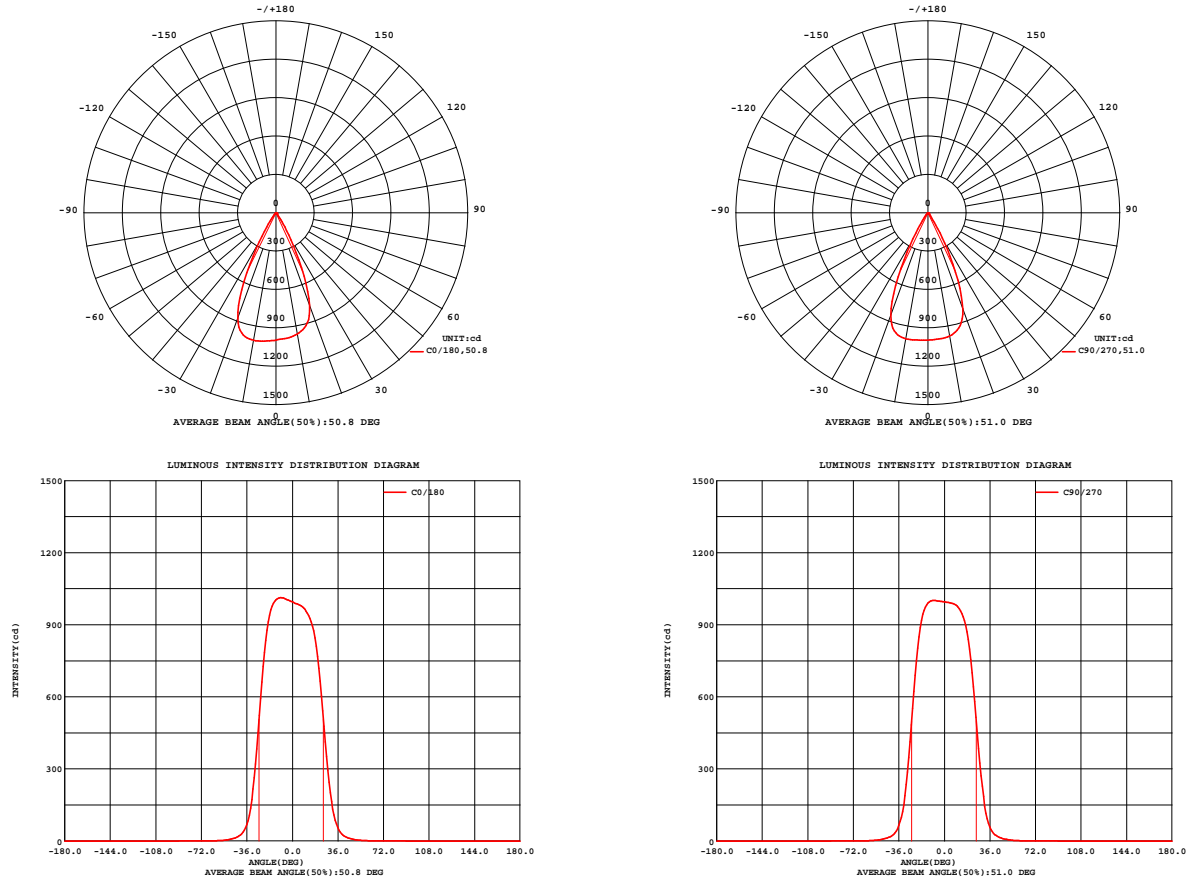 -/+180
-150
150
-120
120
-90
90
0
300
600
900
1200
1500
-60
60
-30
30
0
UNIT:cd
C0/180,50.8
AVERAGE BEAM ANGLE(50%):50.8 DEG
-/+180
-150
150
-120
120
-90
90
0
300
600
900
1200
1500
-60
60
-30
30
0
UNIT:cd
C90/270,51.0
AVERAGE BEAM ANGLE(50%):51.0 DEG
LUMINOUS INTENSITY DISTRIBUTION DIAGRAM
C0/180
INTENSITY(cd)
1500
1200
900
600
300
0
-180.0 -144.0 -108.0 -72.0 -36.0 0.0 36.0 72.0 108.0 144.0 180.0
ANGLE(DEG)
AVERAGE BEAM ANGLE(50%):50.8 DEG
LUMINOUS INTENSITY DISTRIBUTION DIAGRAM
C90/270
INTENSITY(cd)
1500
1200
900
600
300
0
-180.0 -144.0 -108.0 -72.0 -36.0 0.0 36.0 72.0 108.0 144.0 180.0
ANGLE(DEG)
AVERAGE BEAM ANGLE(50%):51.0 DEG